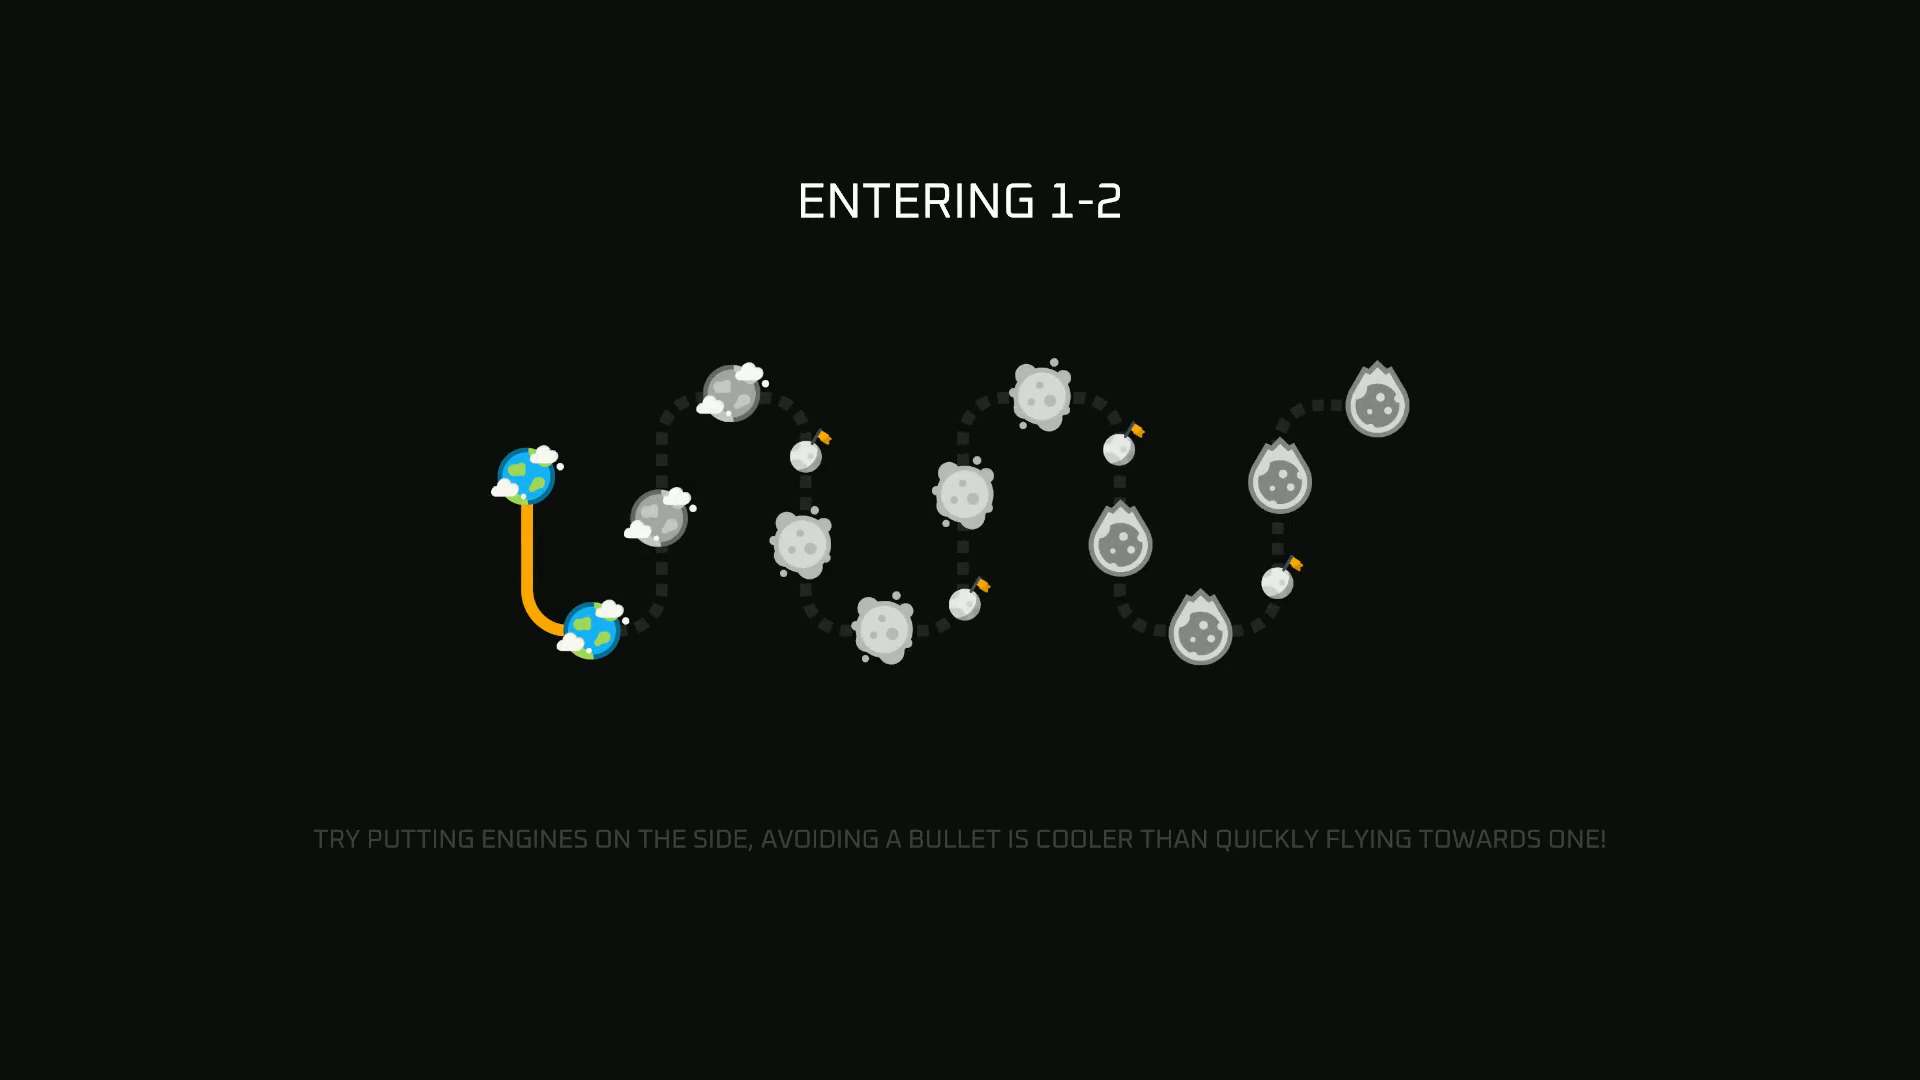 ENTERING 1-2
TRY PUTTING ENGINES ON THE SIDE, AVOIDING A BULLET IS COOLER THAN QUICKLY FLYING TOWARDS ONE!